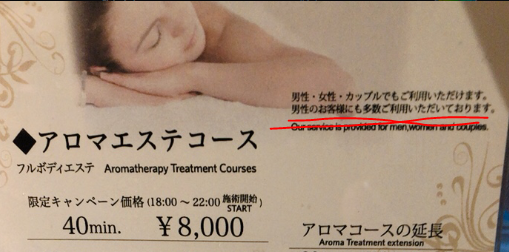 男性・女性・カップルでもご利用いただけます。
男性のお客様にも多数ご利用いただいております。
Our service is provided for men,women and couples.
◆アロマエステコース
フルボディエステ Aromatherapy Treatment Courses
限定キャンペーン価格(18:00～22:00 施術開始 START)
40min. ¥8,000
アロマコースの延長
Aroma Treatment extension